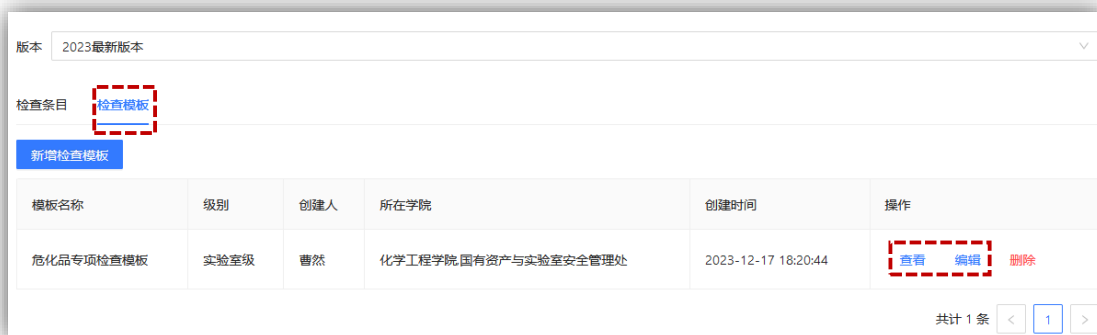 版本 2023最新版本
检查条目 检查模板
新增检查模板
模板名称 级别 创建人 所在学院 创建时间 操作
危化品专项检查模板 实验室级 曹然 化学工程学院,国有资产与实验室安全管理处 2023-12-17 18:20:44 查看 编辑 删除
共计 1 条 < 1 >